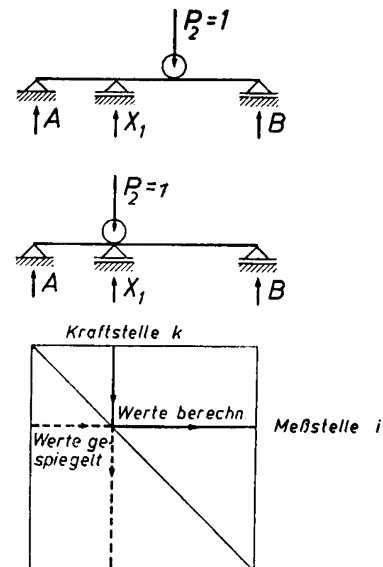 P₂=1
A X₁ B
P₂=1
A X₁ B
Kraftstelle k
Werte berechn.
Meßstelle i
Werte ge-
spiegelt